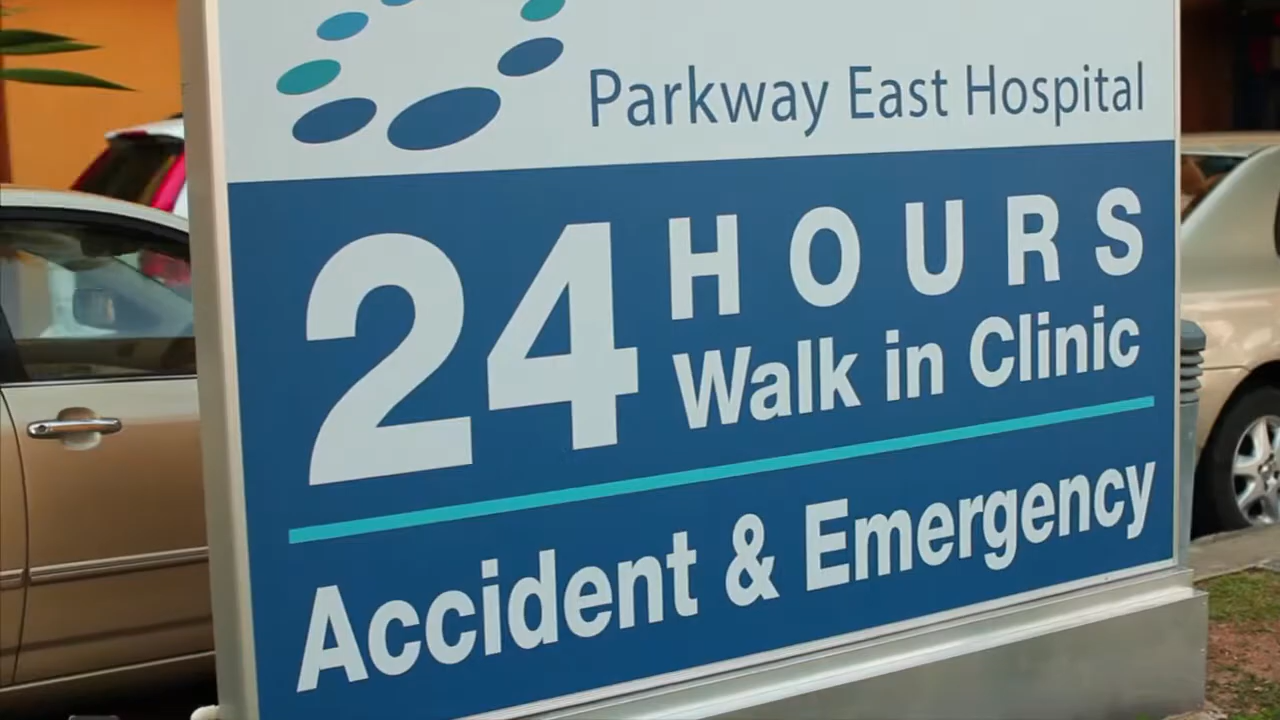 Parkway East Hospital
24 HOURS
Walk in Clinic
Accident & Emergency